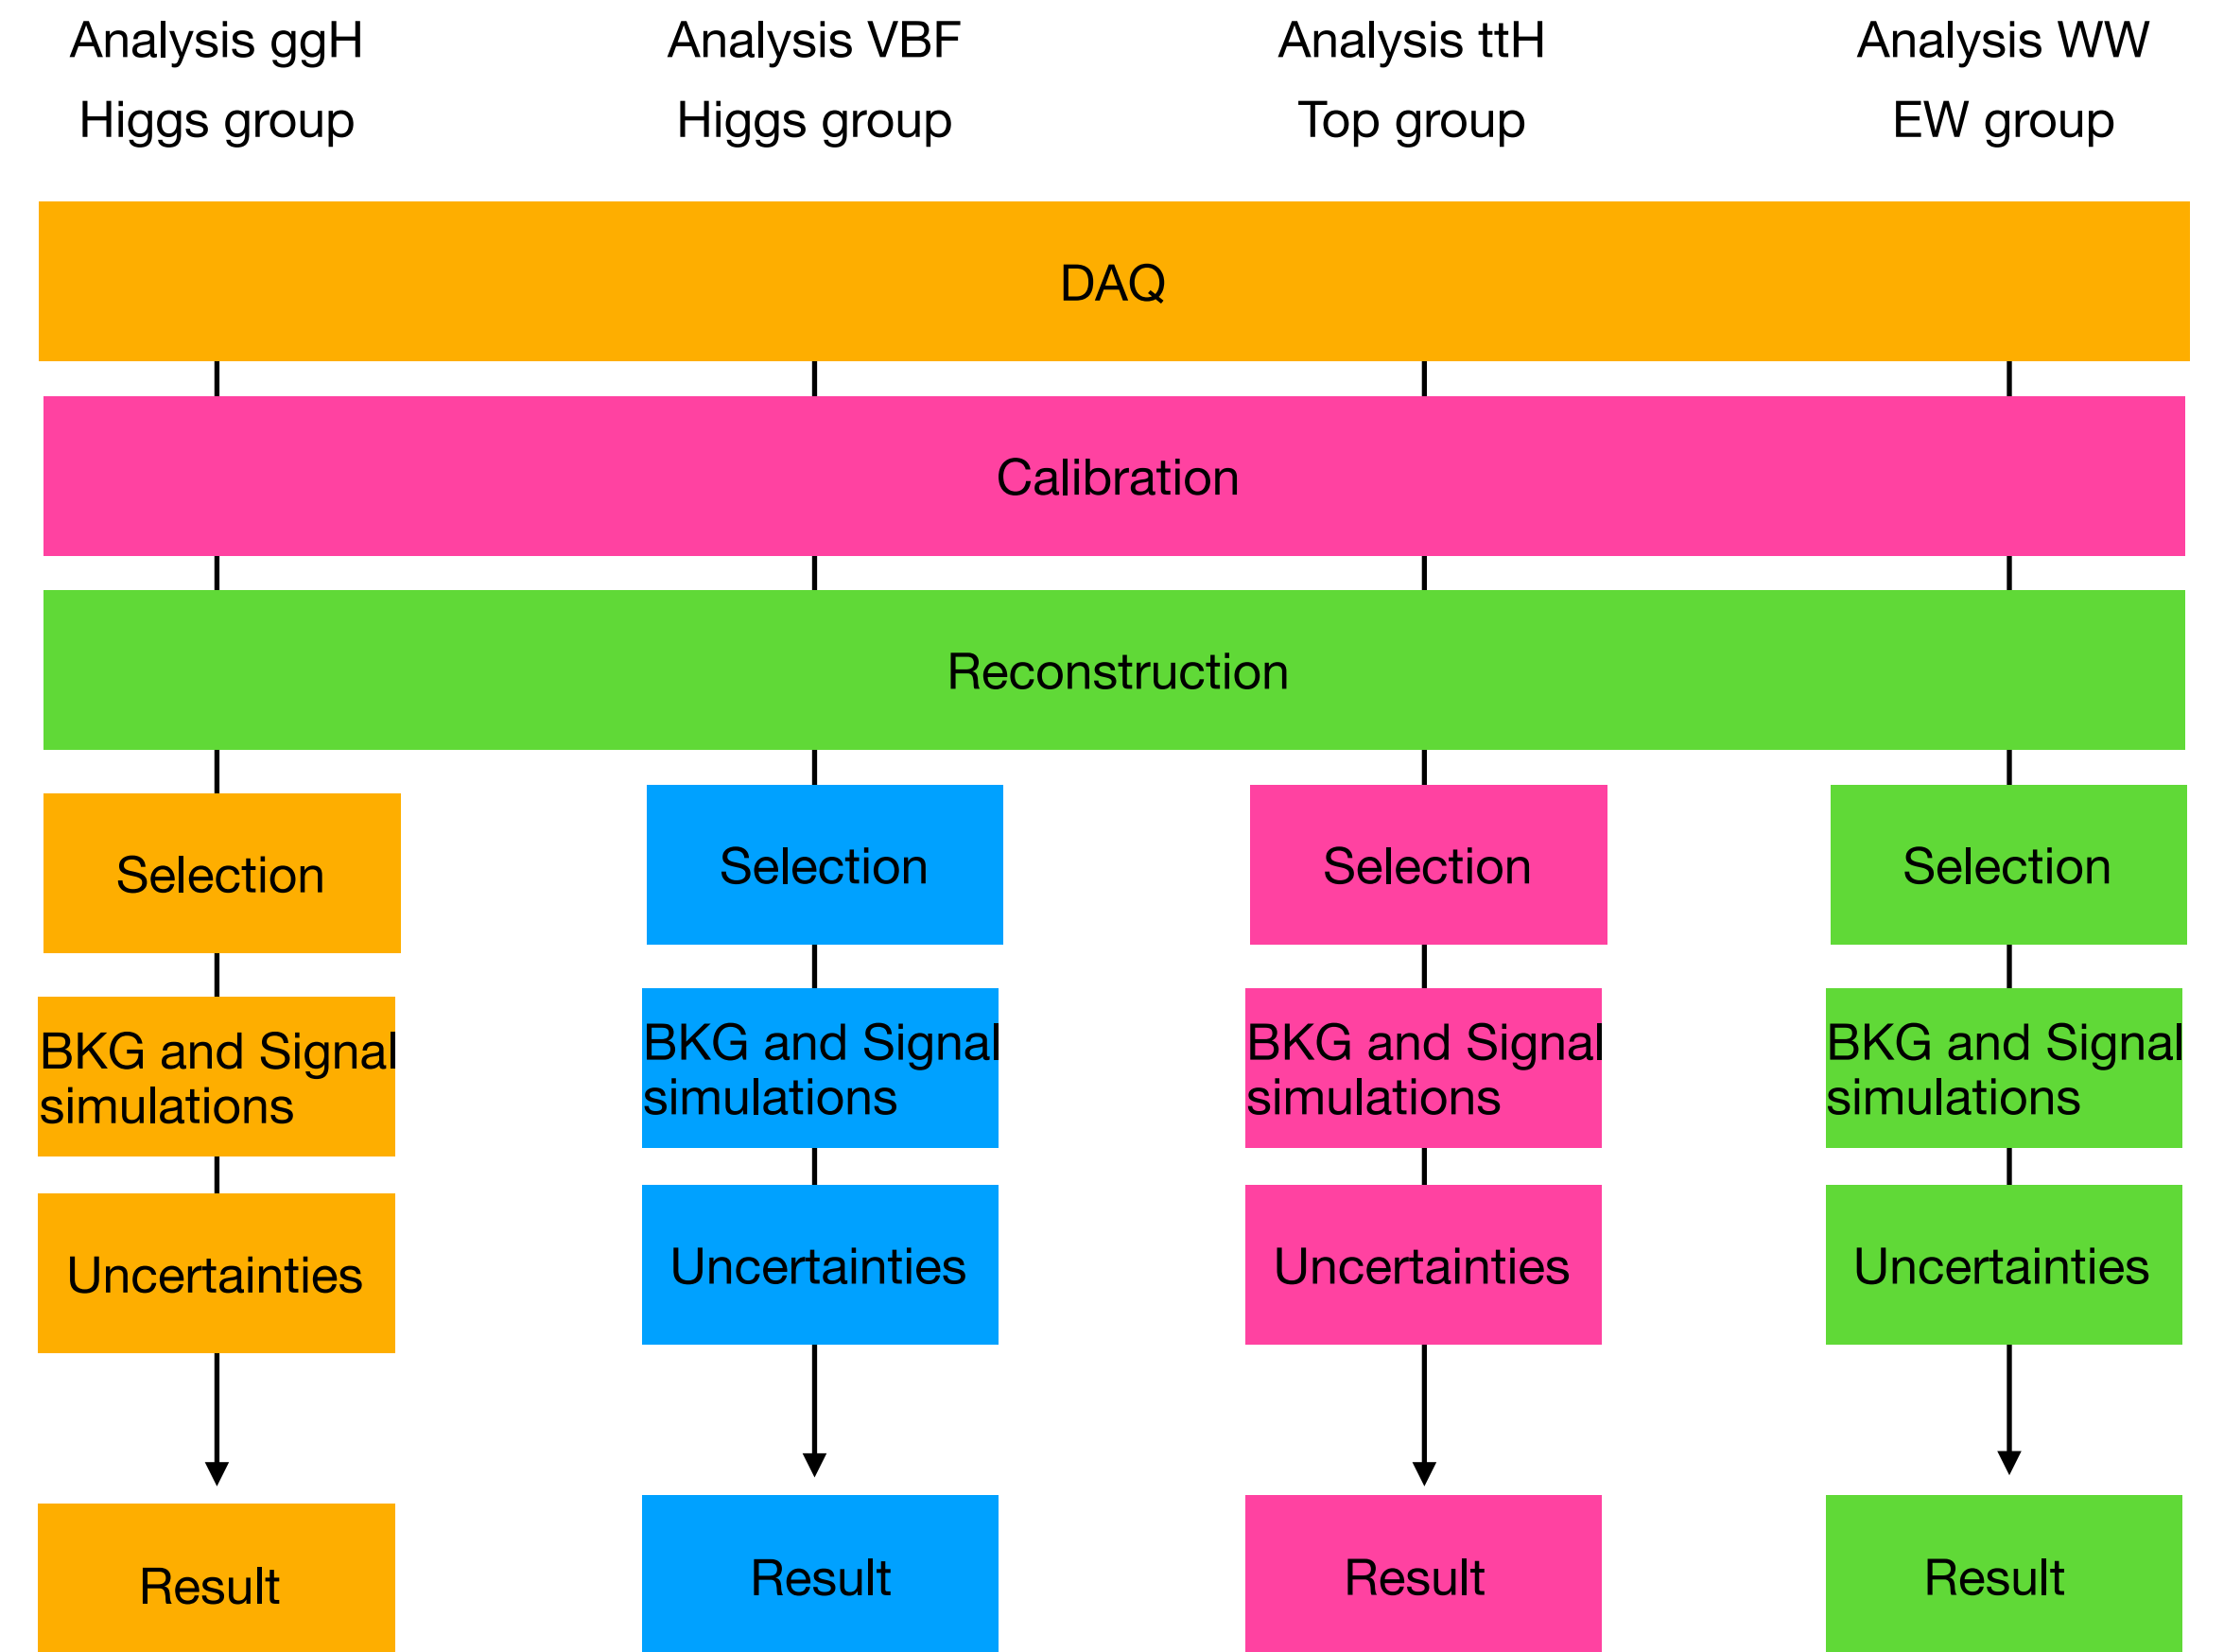 Analysis ggH
Higgs group
Analysis VBF
Higgs group
Analysis ttH
Top group
Analysis WW
EW group
DAQ
Calibration
Reconstruction
Selection
Selection
Selection
Selection
BKG and Signal
simulations
BKG and Signal
simulations
BKG and Signal
simulations
BKG and Signal
simulations
Uncertainties
Uncertainties
Uncertainties
Uncertainties
Result
Result
Result
Result